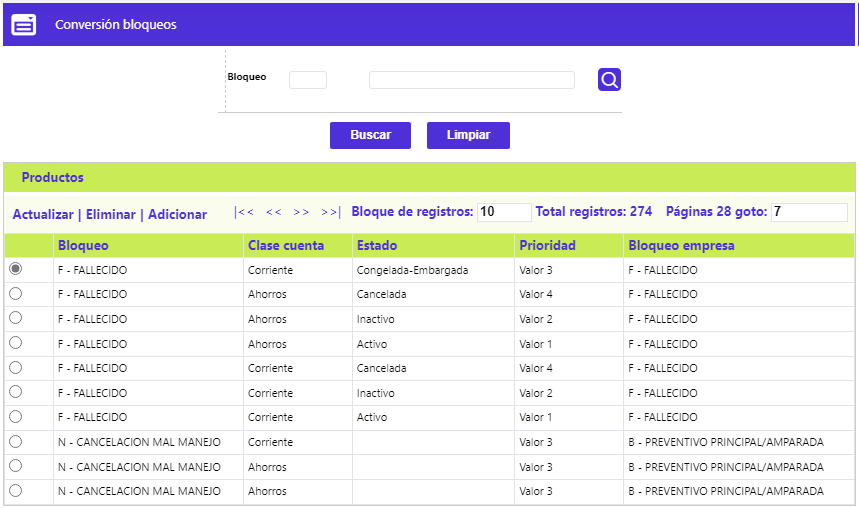 Conversión bloqueos
Bloqueo
Buscar Limpiar
Productos
Actualizar | Eliminar | Adicionar |<< << >> >>| Bloque de registros: 10 Total registros: 274 Páginas 28 goto: 7
Bloqueo Clase cuenta Estado Prioridad Bloqueo empresa
F - FALLECIDO Corriente Congelada-Embargada Valor 3 F - FALLECIDO
F - FALLECIDO Ahorros Cancelada Valor 4 F - FALLECIDO
F - FALLECIDO Ahorros Inactivo Valor 2 F - FALLECIDO
F - FALLECIDO Ahorros Activo Valor 1 F - FALLECIDO
F - FALLECIDO Corriente Cancelada Valor 4 F - FALLECIDO
F - FALLECIDO Corriente Inactivo Valor 2 F - FALLECIDO
F - FALLECIDO Corriente Activo Valor 1 F - FALLECIDO
N - CANCELACION MAL MANEJO Corriente Valor 3 B - PREVENTIVO PRINCIPAL/AMPARADA
N - CANCELACION MAL MANEJO Ahorros Valor 3 B - PREVENTIVO PRINCIPAL/AMPARADA
N - CANCELACION MAL MANEJO Ahorros Valor 3 B - PREVENTIVO PRINCIPAL/AMPARADA